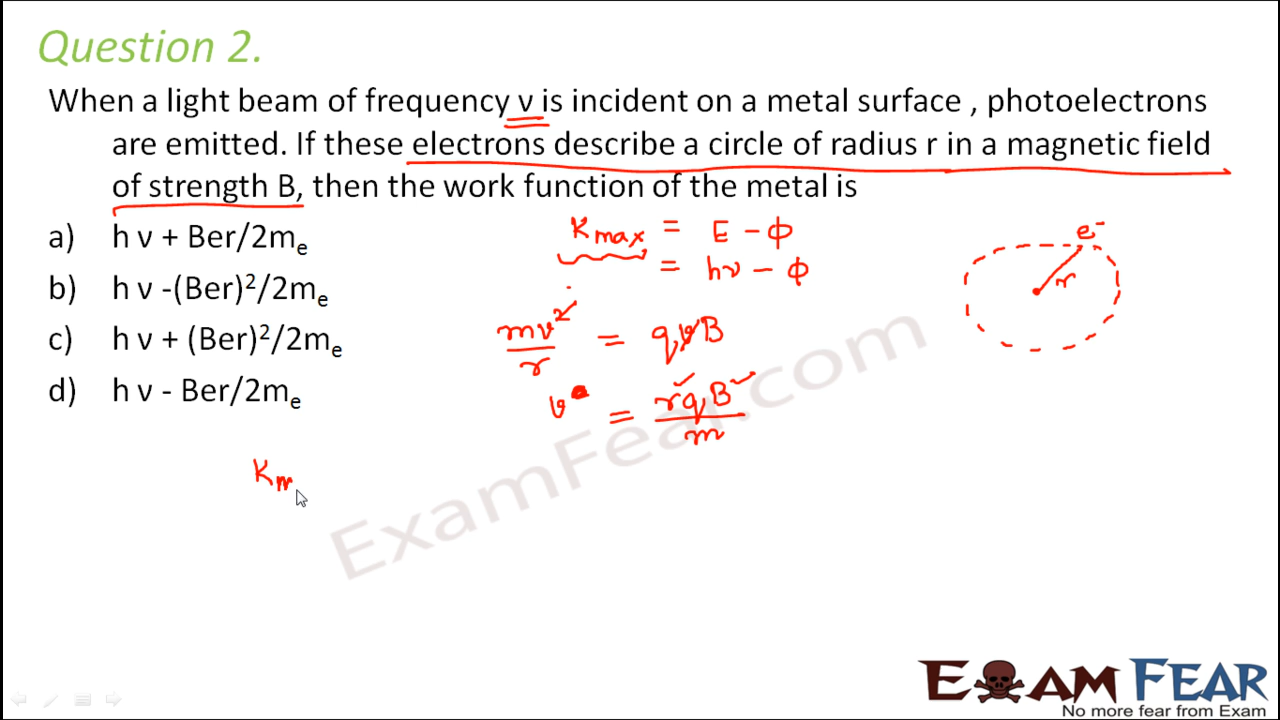 Question 2.
When a light beam of frequency ν is incident on a metal surface , photoelectrons
are emitted. If these electrons describe a circle of radius r in a magnetic field
of strength B, then the work function of the metal is
a) h ν + Ber/2mₑ
b) h ν -(Ber)²/2mₑ
c) h ν + (Ber)²/2mₑ
d) h ν - Ber/2mₑ
Kmax = E - ϕ
= hν - ϕ
mv²/r = qvB
v = rqB/m
e⁻
r
Km
ExamFear.com
EXAM FEAR
No more fear from Exam